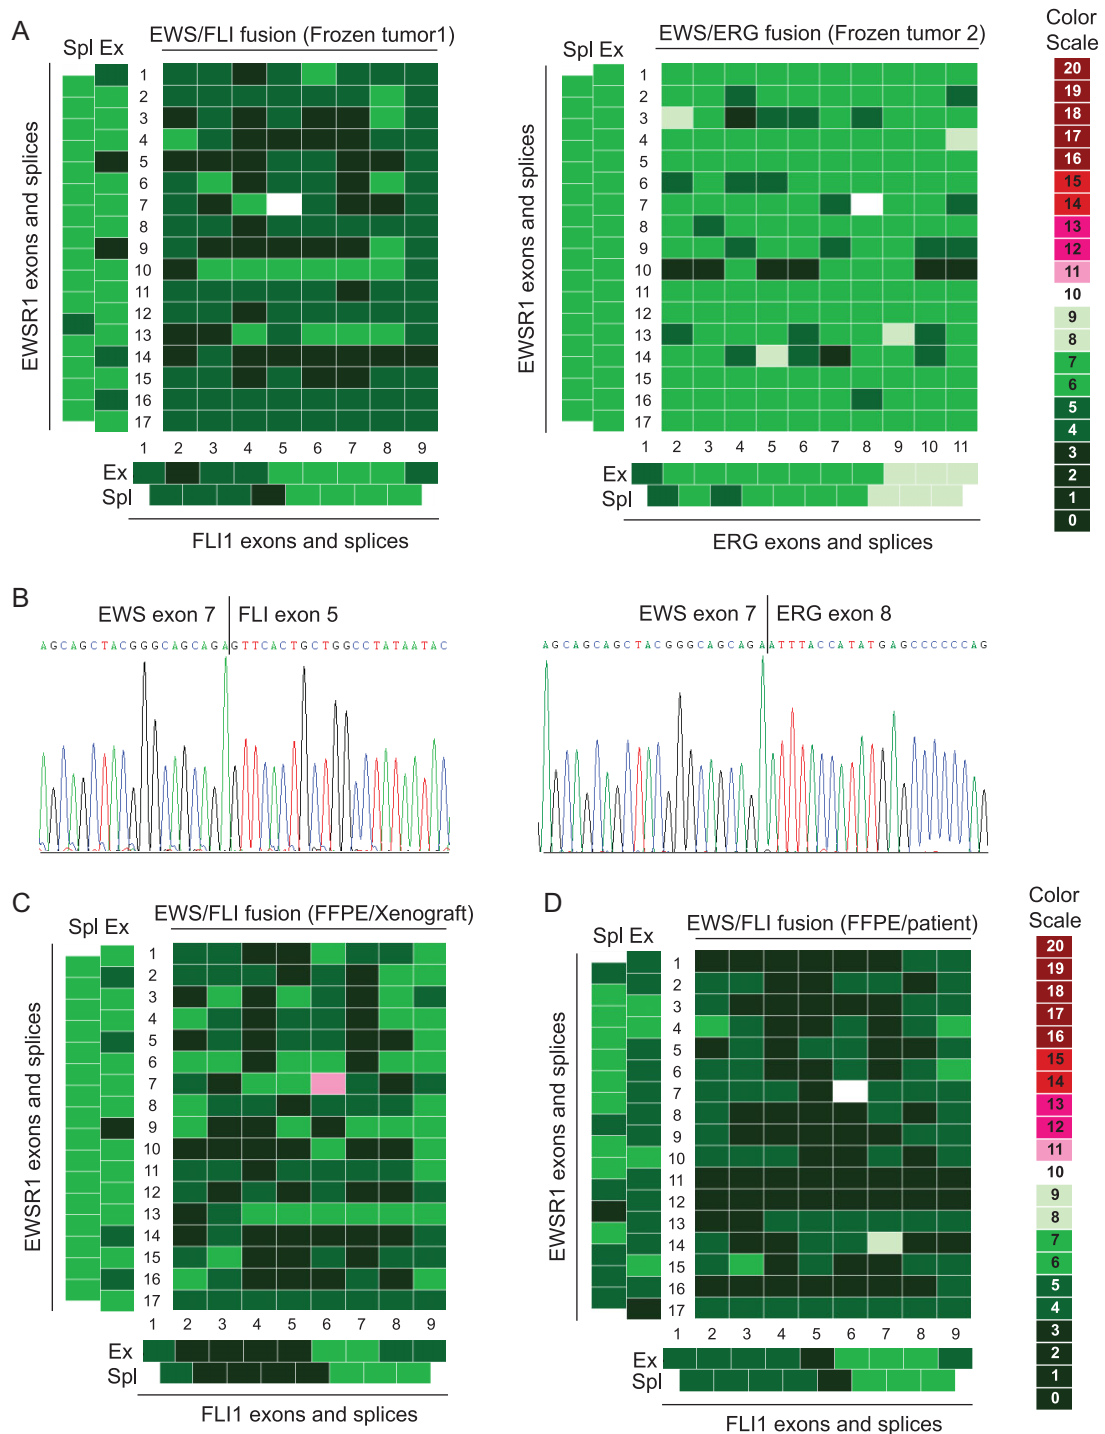 A
EWS/FLI fusion (Frozen tumor1)
Spl Ex
EWSR1 exons and splices
1
2
3
4
5
6
7
8
9
10
11
12
13
14
15
16
17
1 2 3 4 5 6 7 8 9
Ex
Spl
FLI1 exons and splices
EWS/ERG fusion (Frozen tumor 2)
Spl Ex
EWSR1 exons and splices
1
2
3
4
5
6
7
8
9
10
11
12
13
14
15
16
17
1 2 3 4 5 6 7 8 9 10 11
Ex
Spl
ERG exons and splices
Color
Scale
20
19
18
17
16
15
14
13
12
11
10
9
8
7
6
5
4
3
2
1
0
B
EWS exon 7 FLI exon 5
AGCAGCTACGGGCAGCAGAGTTCACTGCTGGCCTATAATAC
EWS exon 7 ERG exon 8
AGCAGCAGCTACGGGCAGCAGAATTTACCATATGAGCCCCCCAG
C
EWS/FLI fusion (FFPE/Xenograft)
Spl Ex
EWSR1 exons and splices
1
2
3
4
5
6
7
8
9
10
11
12
13
14
15
16
17
1 2 3 4 5 6 7 8 9
Ex
Spl
FLI1 exons and splices
D
EWS/FLI fusion (FFPE/patient)
Spl Ex
EWSR1 exons and splices
1
2
3
4
5
6
7
8
9
10
11
12
13
14
15
16
17
1 2 3 4 5 6 7 8 9
Ex
Spl
FLI1 exons and splices
Color
Scale
20
19
18
17
16
15
14
13
12
11
10
9
8
7
6
5
4
3
2
1
0